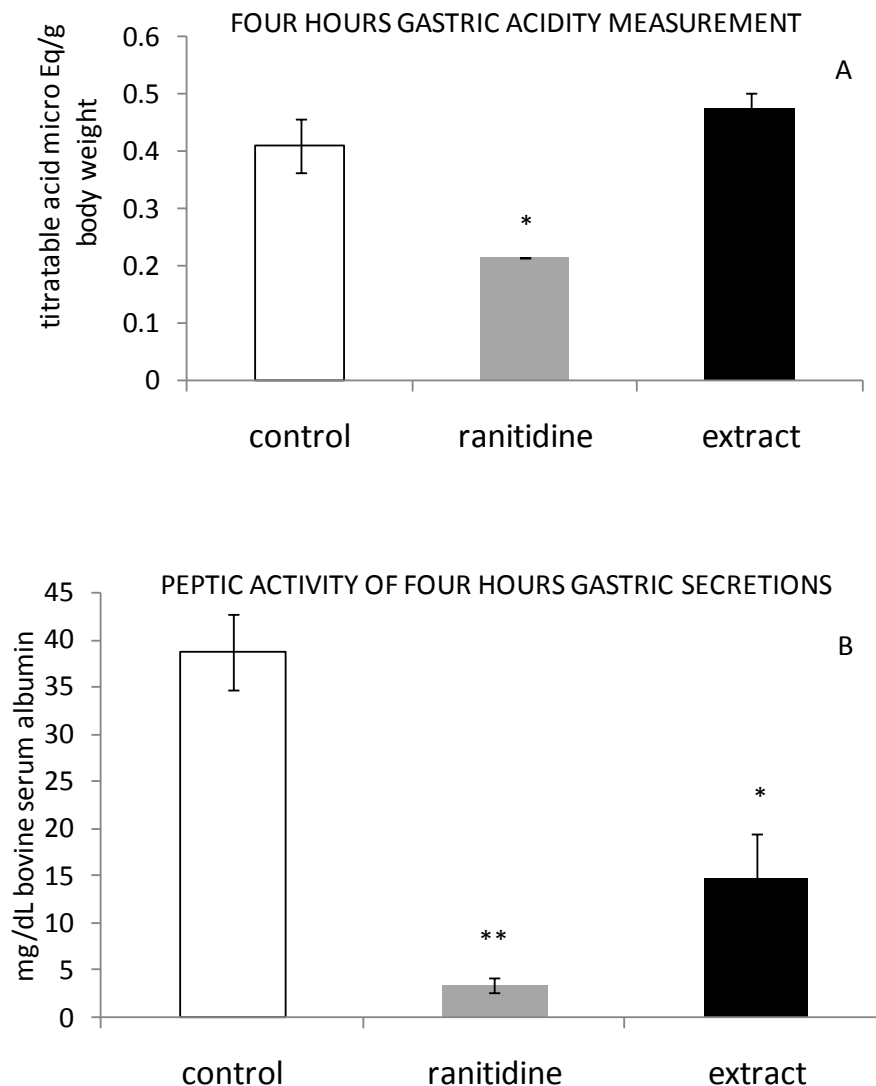 FOUR HOURS GASTRIC ACIDITY MEASUREMENT
A
titratable acid micro Eq/g
body weight
0.6
0.5
0.4
0.3
0.2
0.1
0
*
control ranitidine extract
PEPTIC ACTIVITY OF FOUR HOURS GASTRIC SECRETIONS
B
mg/dL bovine serum albumin
45
40
35
30
25
20
15
10
5
0
**
*
control ranitidine extract